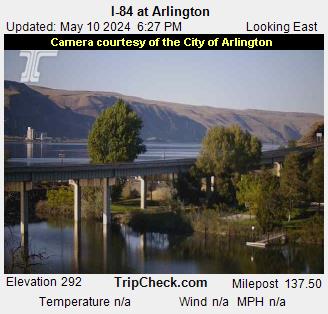 I-84 at Arlington
Updated: May 10 2024 6:27 PM Looking East
Camera courtesy of the City of Arlington
Elevation 292 TripCheck.com Milepost 137.50
Temperature n/a Wind n/a MPH n/a